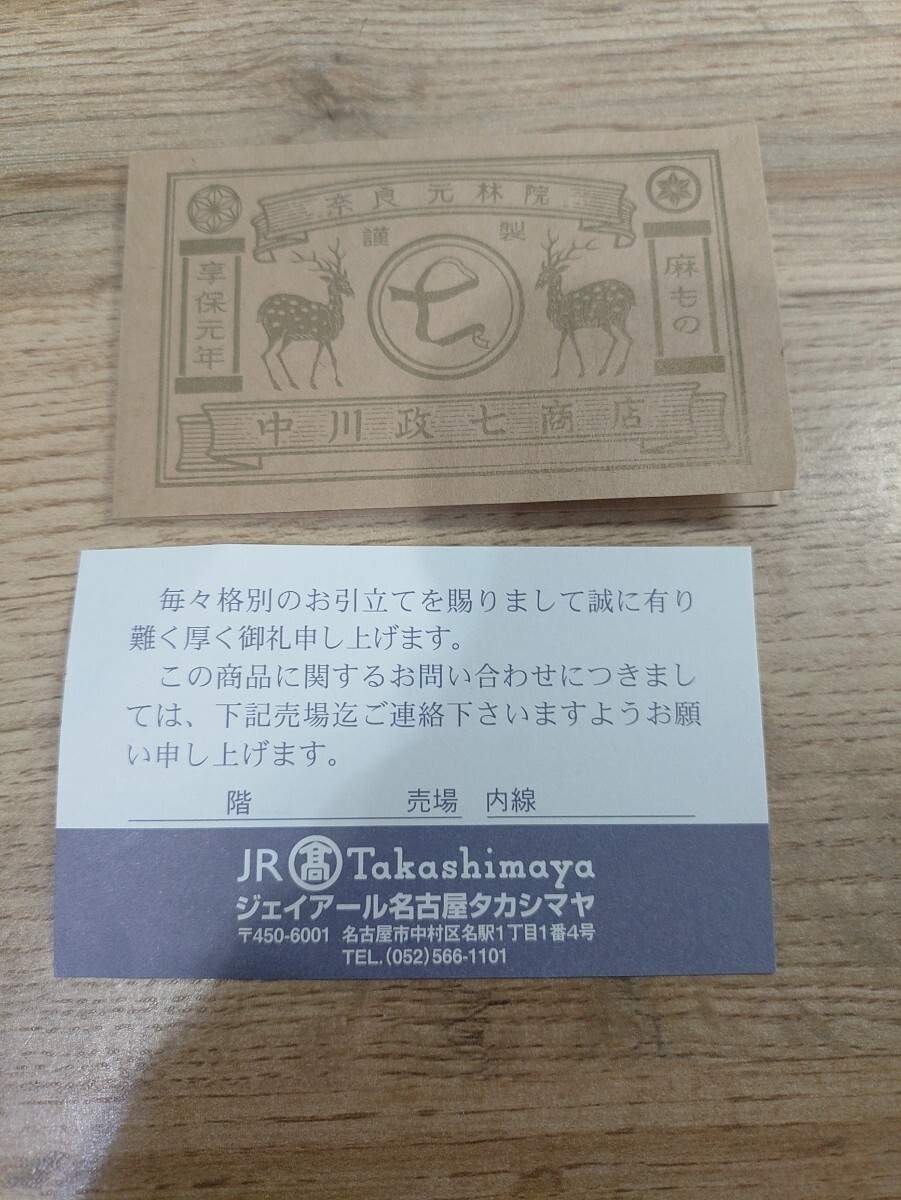 奈良元林院
謹製
享保元年
七
麻もの
中川政七商店
毎々格別のお引立てを賜りまして誠に有り
難く厚く御礼申し上げます。
この商品に関するお問い合わせにつきまし
ては、下記売場迄ご連絡下さいますようお願
い申し上げます。
階 売場 内線
JR 髙 Takashimaya
ジェイアール名古屋タカシマヤ
〒450-6001 名古屋市中村区名駅1丁目1番4号
TEL.(052)566-1101